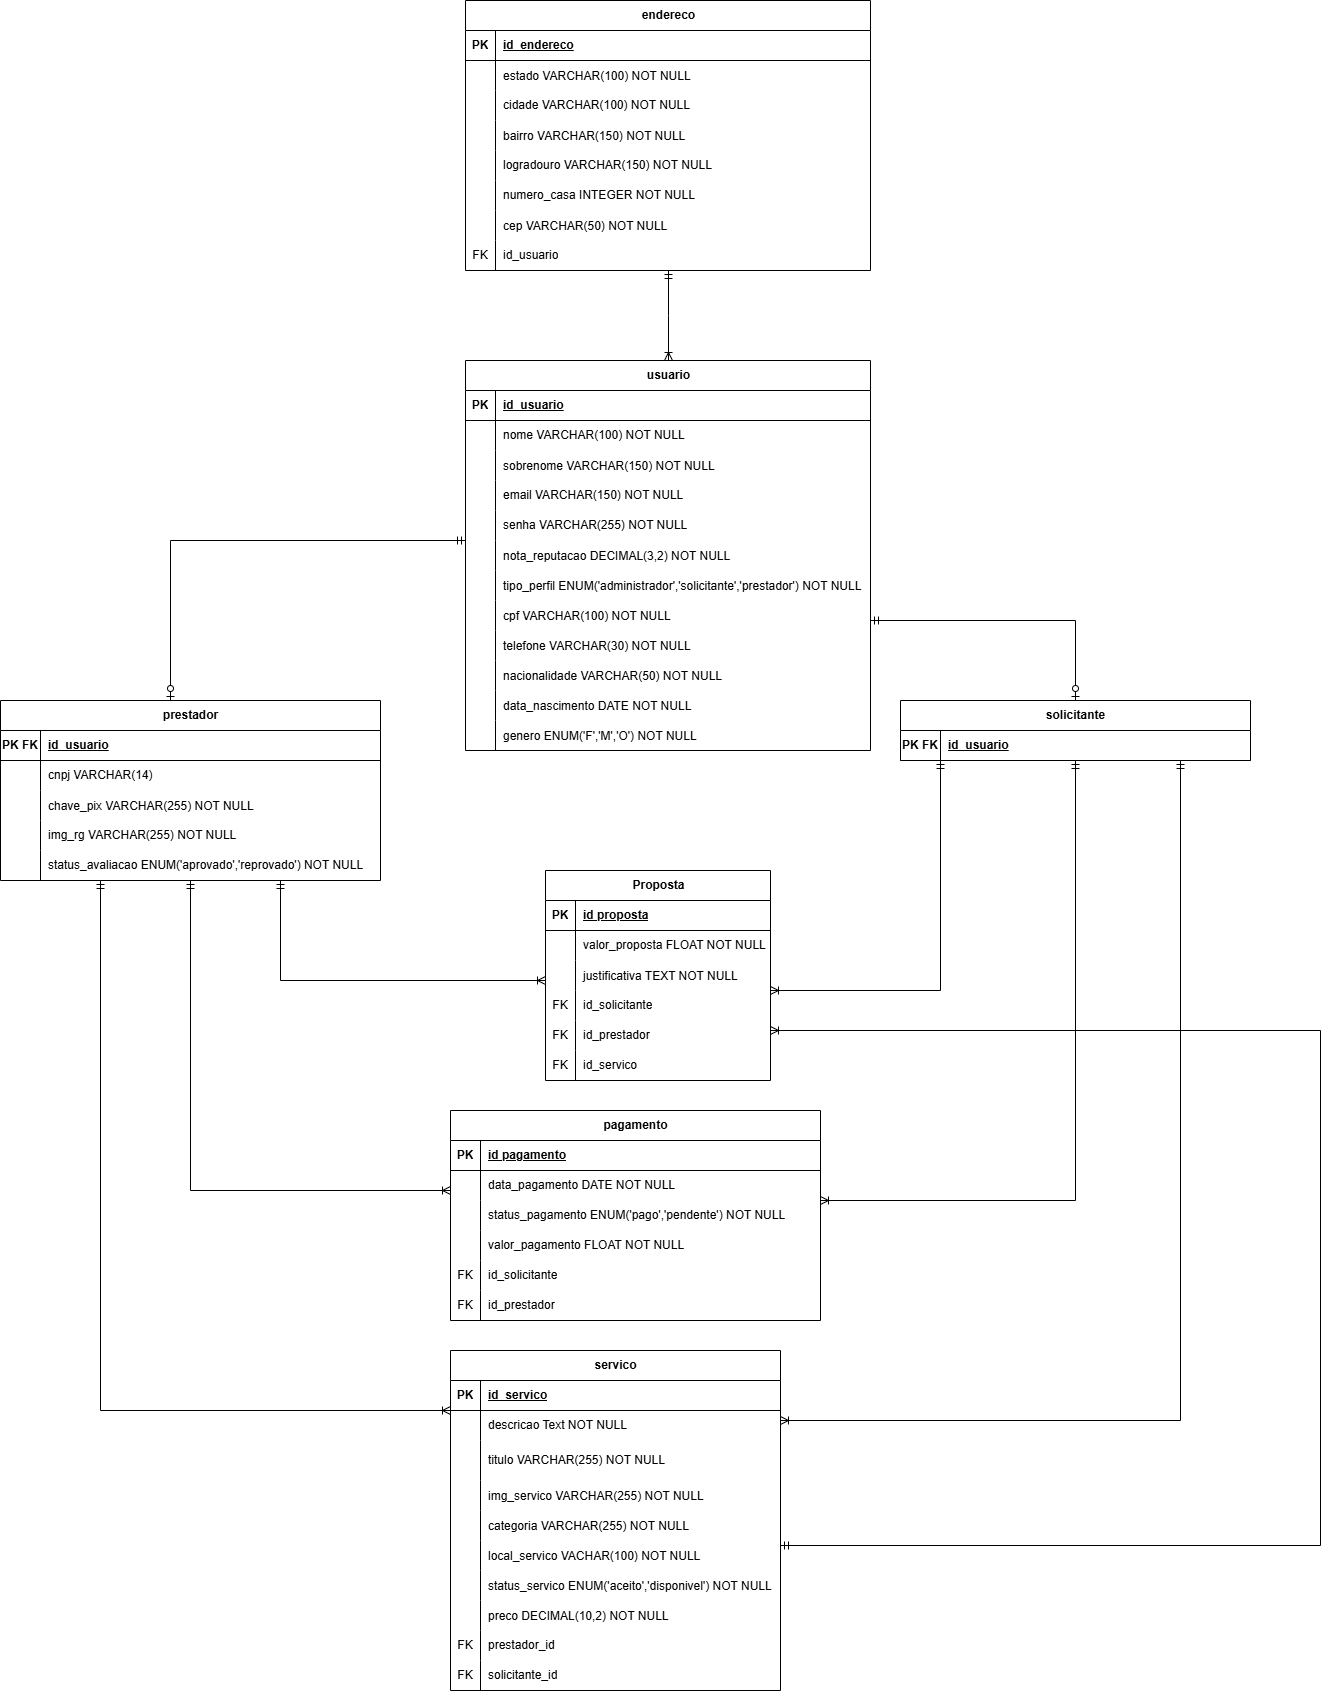 endereco
PK id_endereco
estado VARCHAR(100) NOT NULL
cidade VARCHAR(100) NOT NULL
bairro VARCHAR(150) NOT NULL
logradouro VARCHAR(150) NOT NULL
numero_casa INTEGER NOT NULL
cep VARCHAR(50) NOT NULL
FK id_usuario
usuario
PK id_usuario
nome VARCHAR(100) NOT NULL
sobrenome VARCHAR(150) NOT NULL
email VARCHAR(150) NOT NULL
senha VARCHAR(255) NOT NULL
nota_reputacao DECIMAL(3,2) NOT NULL
tipo_perfil ENUM('administrador','solicitante','prestador') NOT NULL
cpf VARCHAR(100) NOT NULL
telefone VARCHAR(30) NOT NULL
nacionalidade VARCHAR(50) NOT NULL
data_nascimento DATE NOT NULL
genero ENUM('F','M','O') NOT NULL
prestador
PK FK id_usuario
cnpj VARCHAR(14)
chave_pix VARCHAR(255) NOT NULL
img_rg VARCHAR(255) NOT NULL
status_avaliacao ENUM('aprovado','reprovado') NOT NULL
solicitante
PK FK id_usuario
Proposta
PK id proposta
valor_proposta FLOAT NOT NULL
justificativa TEXT NOT NULL
FK id_solicitante
FK id_prestador
FK id_servico
pagamento
PK id pagamento
data_pagamento DATE NOT NULL
status_pagamento ENUM('pago','pendente') NOT NULL
valor_pagamento FLOAT NOT NULL
FK id_solicitante
FK id_prestador
servico
PK id_servico
descricao Text NOT NULL
titulo VARCHAR(255) NOT NULL
img_servico VARCHAR(255) NOT NULL
categoria VARCHAR(255) NOT NULL
local_servico VACHAR(100) NOT NULL
status_servico ENUM('aceito','disponivel') NOT NULL
preco DECIMAL(10,2) NOT NULL
FK prestador_id
FK solicitante_id